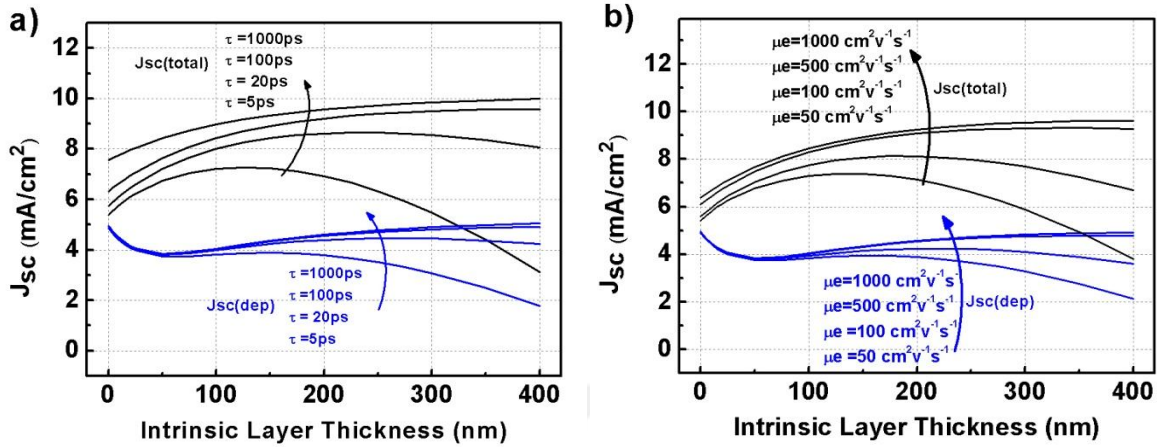 a)
Jsc (mA/cm²)
12
10
8
6
4
2
0
Jsc(total)
τ =1000ps
τ =100ps
τ = 20ps
τ =5ps
Jsc(dep)
τ =1000ps
τ =100ps
τ = 20ps
τ =5ps
0 100 200 300 400
Intrinsic Layer Thickness (nm)
b)
Jsc (mA/cm²)
12
10
8
6
4
2
0
μe=1000 cm²v⁻¹s⁻¹
μe=500 cm²v⁻¹s⁻¹
μe=100 cm²v⁻¹s⁻¹
μe=50 cm²v⁻¹s⁻¹
Jsc(total)
μe=1000 cm²v⁻¹s⁻¹
μe=500 cm²v⁻¹s⁻¹
μe=100 cm²v⁻¹s⁻¹
μe =50 cm²v⁻¹s⁻¹
Jsc(dep)
0 100 200 300 400
Intrinsic Layer Thickness (nm)